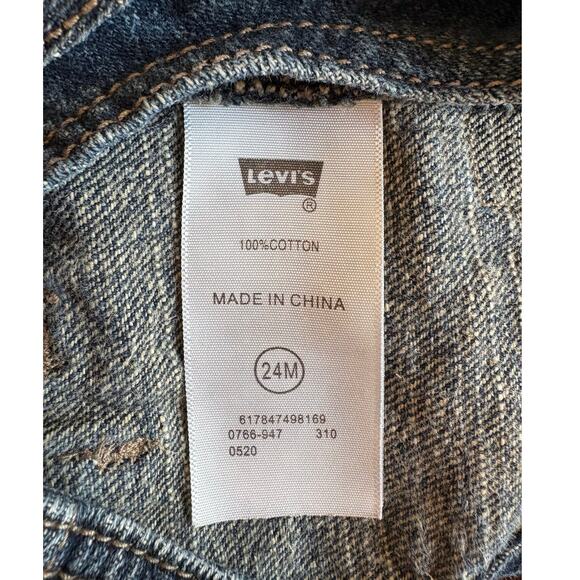 Levi's
®
100%COTTON
MADE IN CHINA
24M
617847498169
0766-947 310
0520